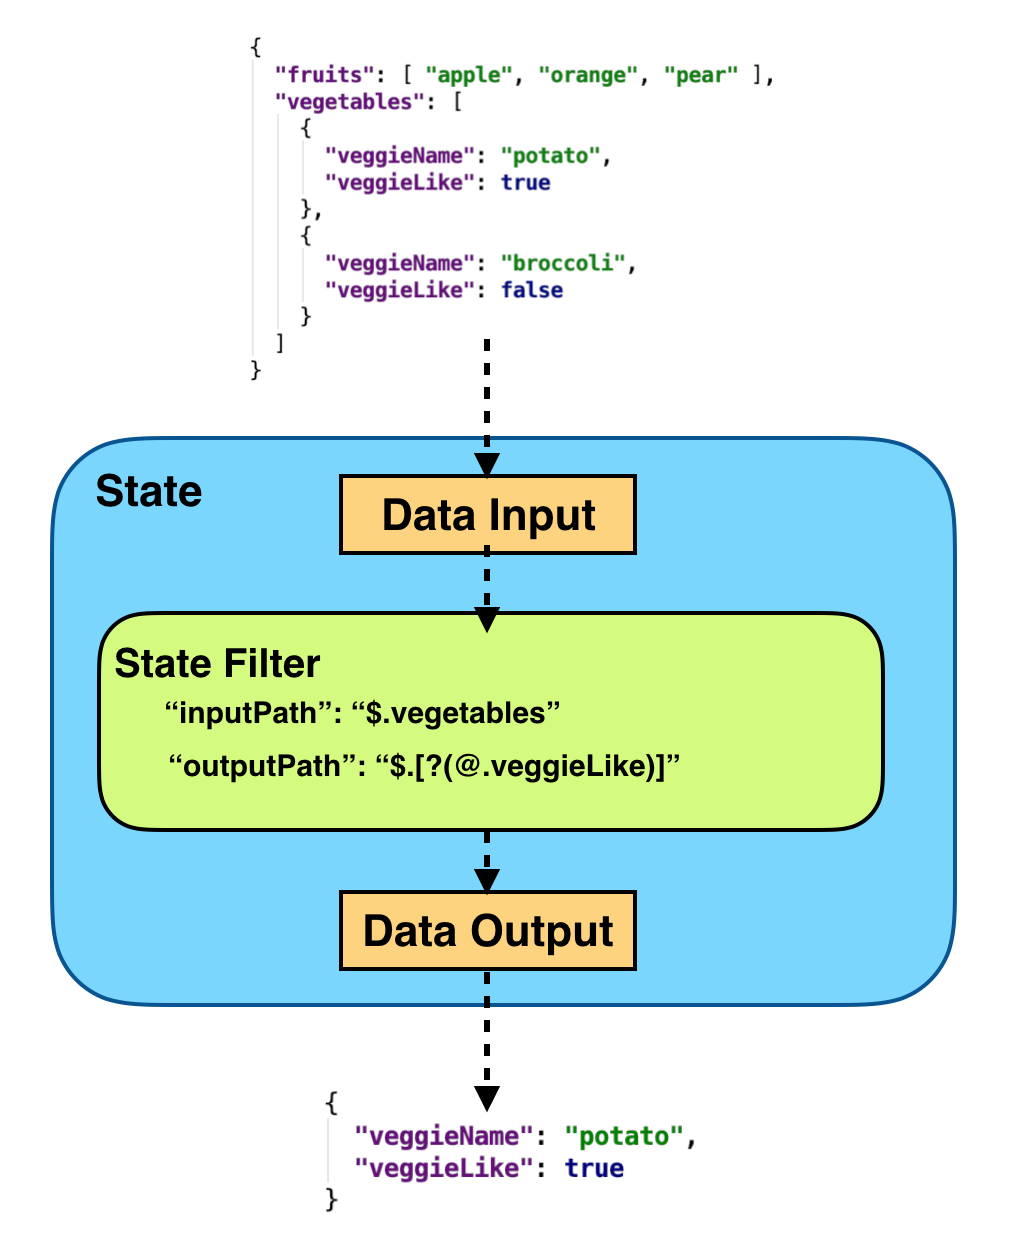 {
  "fruits": [ "apple", "orange", "pear" ],
  "vegetables": [
    {
      "veggieName": "potato",
      "veggieLike": true
    },
    {
      "veggieName": "broccoli",
      "veggieLike": false
    }
  ]
}
State
Data Input
State Filter
“inputPath”: “$.vegetables”
“outputPath”: “$.[?(@.veggieLike)]”
Data Output
{
  "veggieName": "potato",
  "veggieLike": true
}